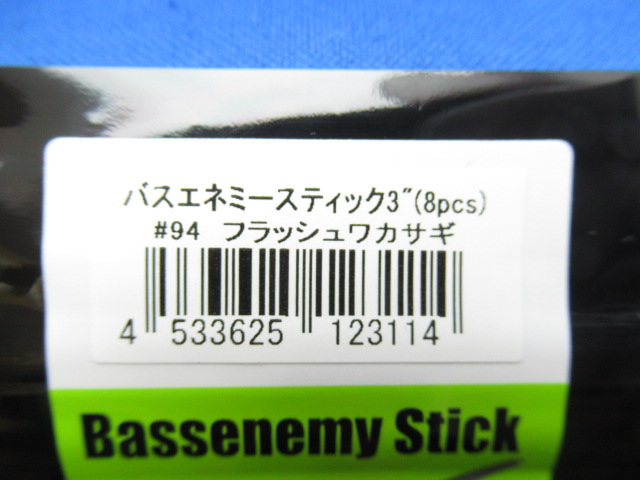 バスエネミースティック3"(8pcs)
#94 フラッシュワカサギ
4 533625 123114
Bassenemy Stick